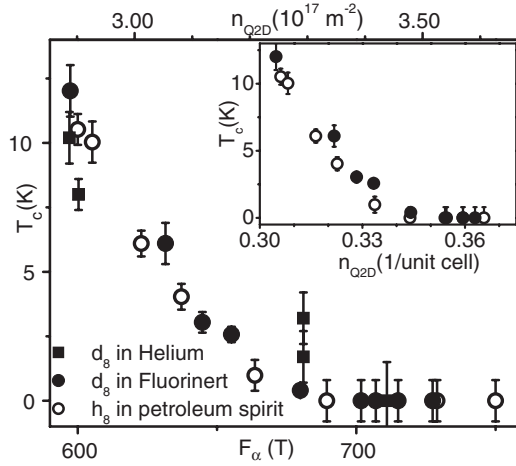 n_Q2D(10^17 m^-2)
3.00 3.25 3.50
T_c(K)
10
5
0
T_c(K)
10
5
0
0.30 0.33 0.36
n_Q2D(1/unit cell)
d_8 in Helium
d_8 in Fluorinert
h_8 in petroleum spirit
600 700
F_α (T)